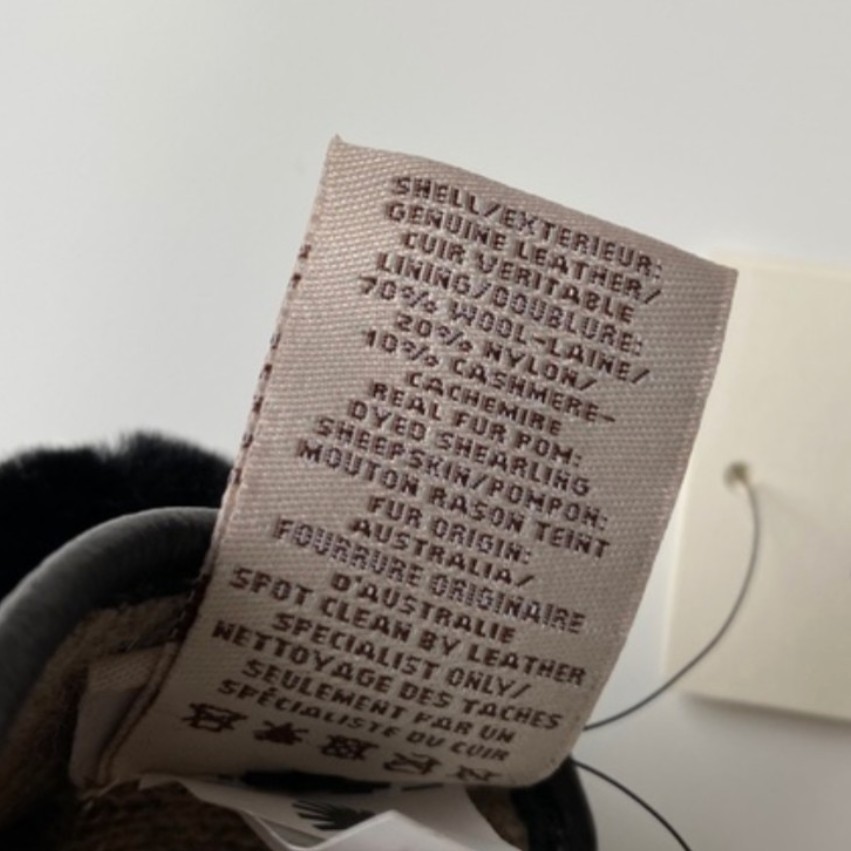 SHELL/EXTERIEUR:
GENUINE LEATHER/
CUIR VERITABLE
LINING/DOUBLURE:
70% WOOL-LAINE/
20% NYLON/
10% CASHMERE-
CACHEMIRE
REAL FUR POM:
DYED SHEARLING
SHEEPSKIN/POMPON:
MOUTON RASON TEINT
FUR ORIGIN:
AUSTRALIA/
FOURRURE ORIGINAIRE
D'AUSTRALIE
SPOT CLEAN BY LEATHER
SPECIALIST ONLY/
NETTOYAGE DES TACHES
SEULEMENT PAR UN
SPÉCIALISTE DU CUIR